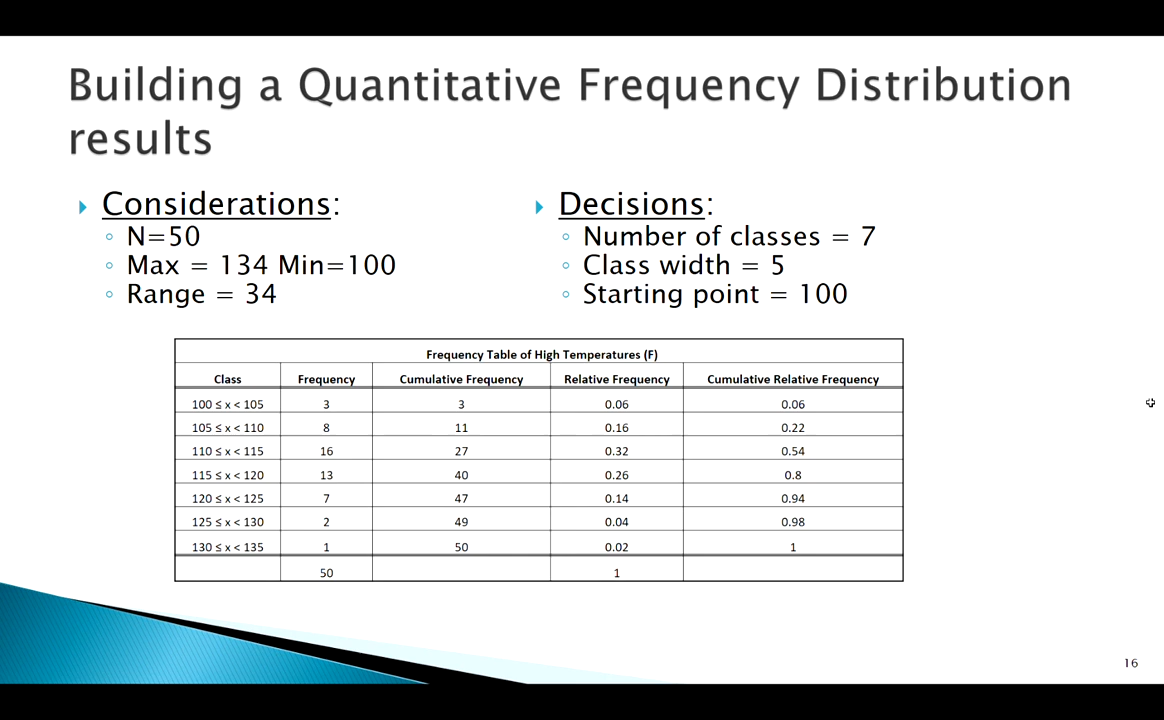 Building a Quantitative Frequency Distribution
results
Considerations:
N=50
Max = 134 Min=100
Range = 34
Decisions:
Number of classes = 7
Class width = 5
Starting point = 100
Frequency Table of High Temperatures (F)
Class Frequency Cumulative Frequency Relative Frequency Cumulative Relative Frequency
100 ≤ x < 105 3 3 0.06 0.06
105 ≤ x < 110 8 11 0.16 0.22
110 ≤ x < 115 16 27 0.32 0.54
115 ≤ x < 120 13 40 0.26 0.8
120 ≤ x < 125 7 47 0.14 0.94
125 ≤ x < 130 2 49 0.04 0.98
130 ≤ x < 135 1 50 0.02 1
50 1
16